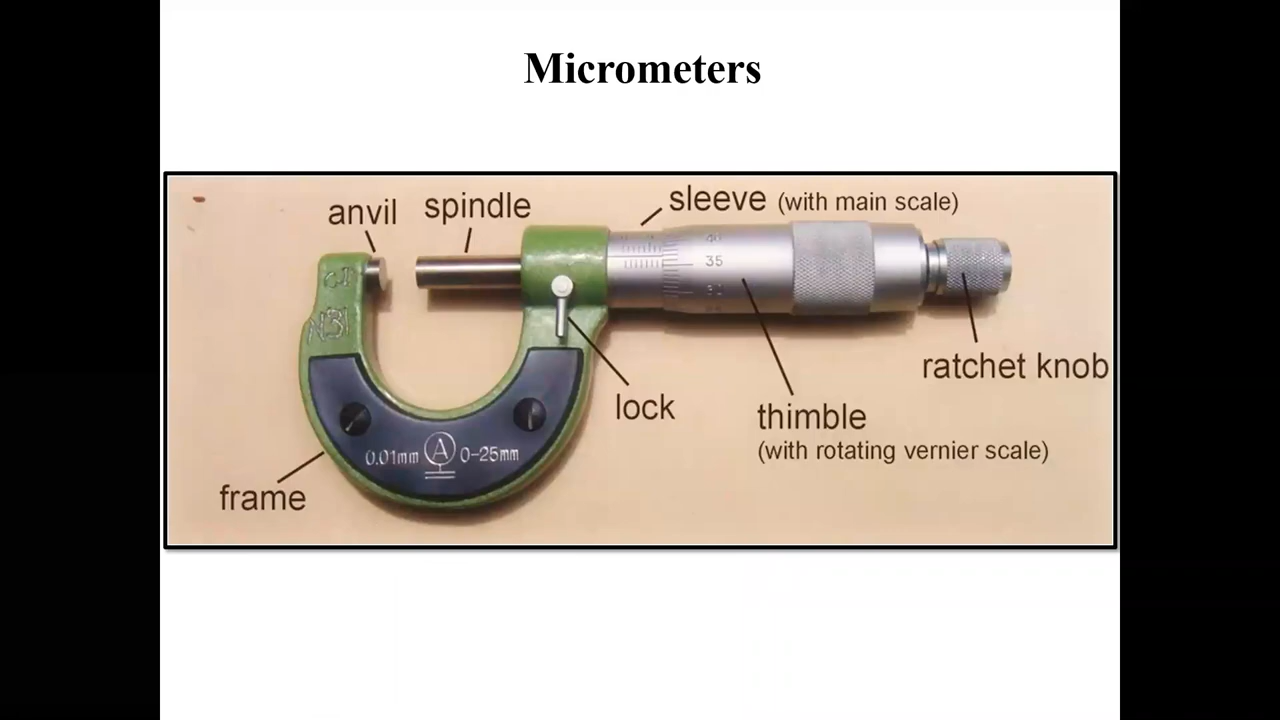 Micrometers
anvil
spindle
sleeve (with main scale)
35
ratchet knob
lock
thimble
(with rotating vernier scale)
0.01mm A 0-25mm
frame